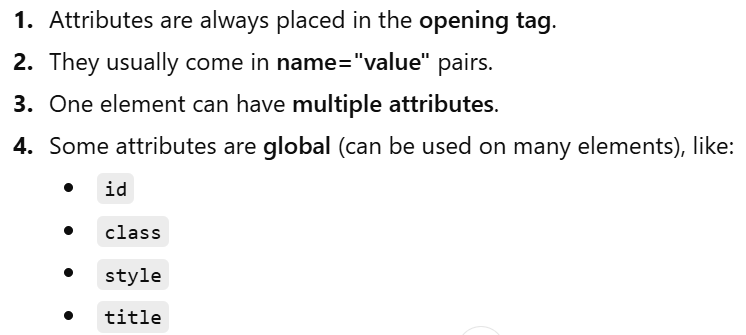 1. Attributes are always placed in the opening tag.
2. They usually come in name="value" pairs.
3. One element can have multiple attributes.
4. Some attributes are global (can be used on many elements), like:
• id
• class
• style
• title